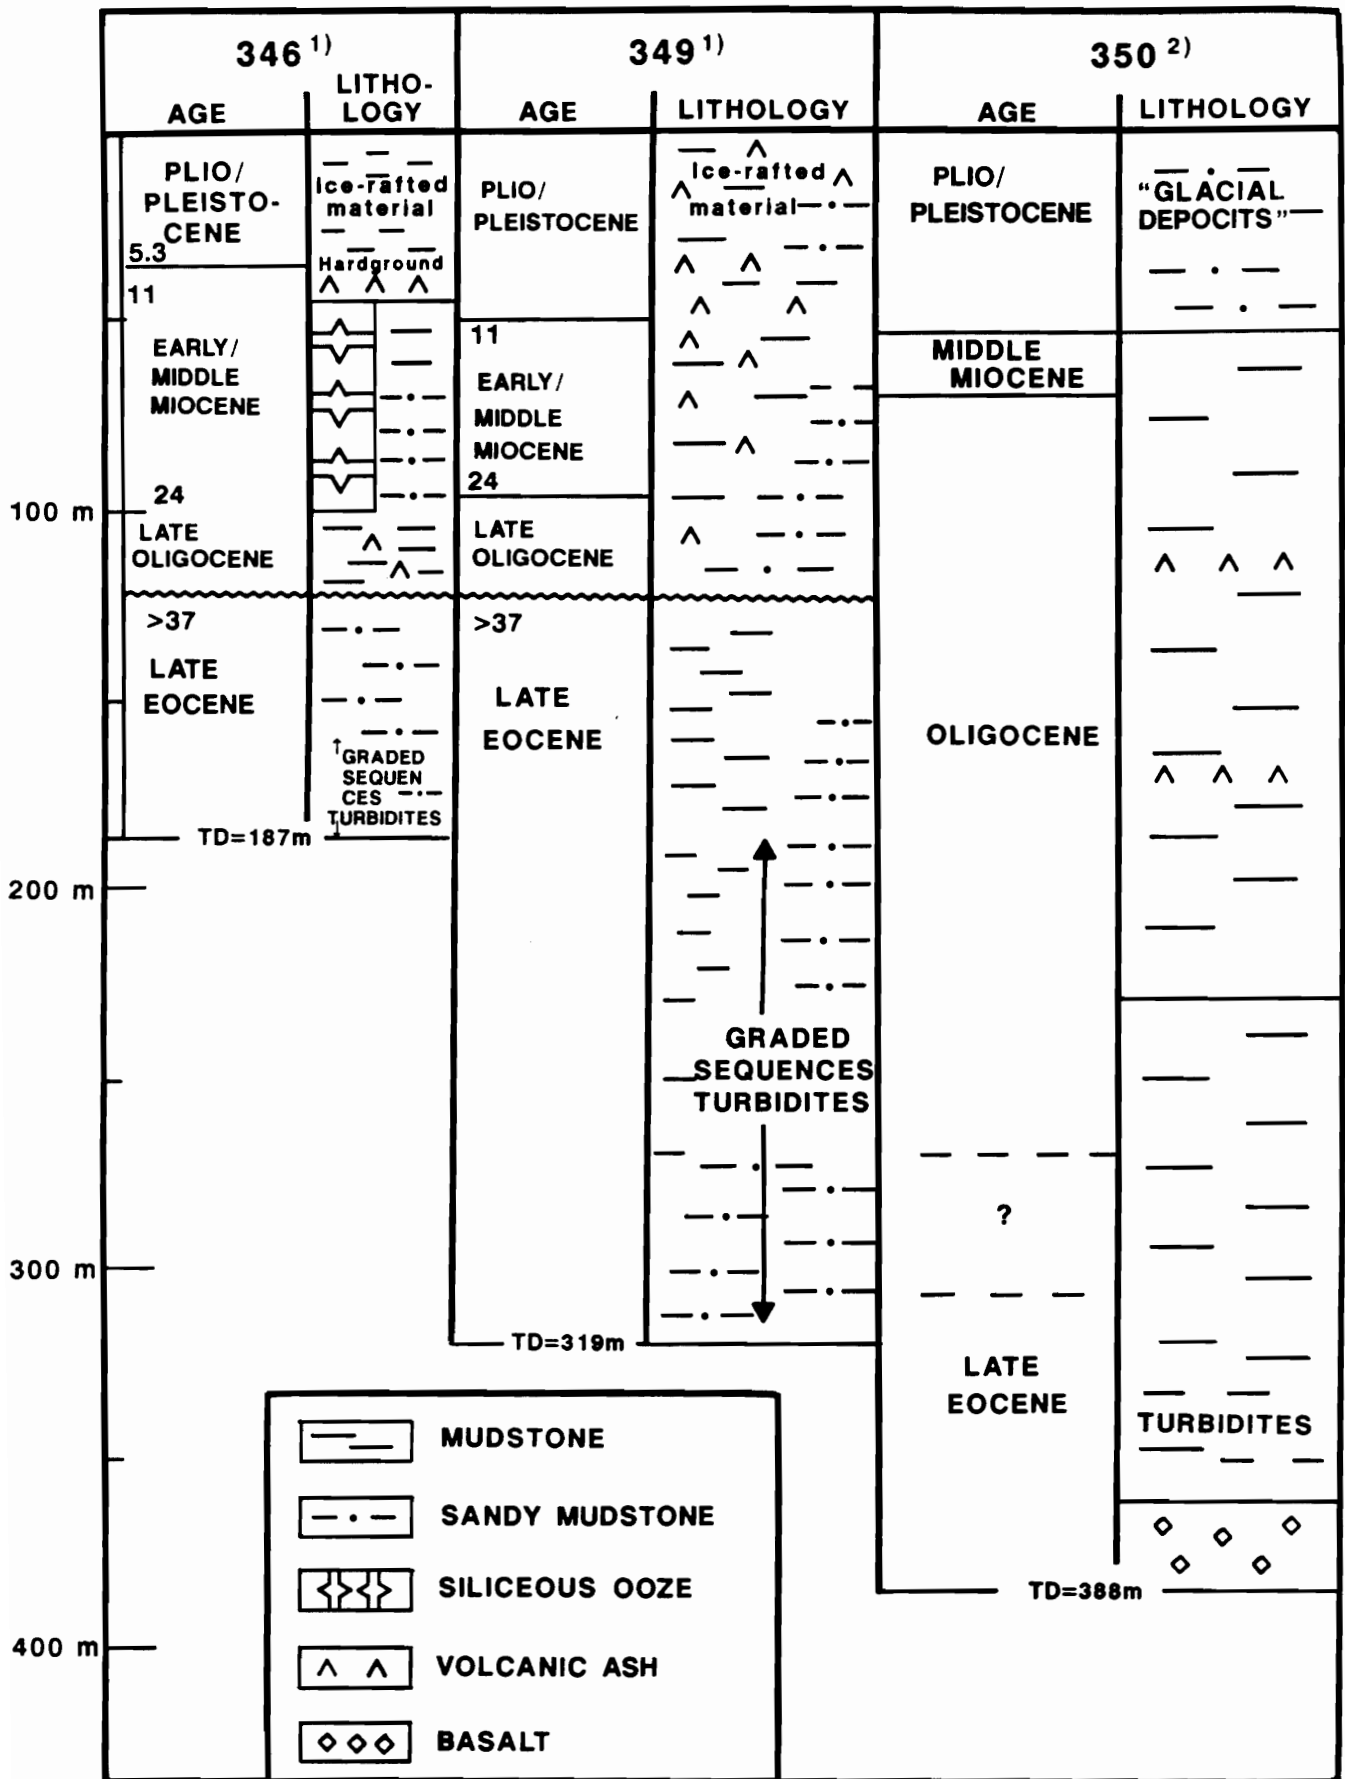 346 1)
349 1)
350 2)
AGE
LITHO-
LOGY
AGE
LITHOLOGY
AGE
LITHOLOGY
PLIO/
PLEISTO-
CENE
5.3
11
EARLY/
MIDDLE
MIOCENE
24
LATE
OLIGOCENE
>37
LATE
EOCENE
TD=187m
Ice-rafted
material
Hardground
GRADED
SEQUEN
CES
TURBIDITES
PLIO/
PLEISTOCENE
11
EARLY/
MIDDLE
MIOCENE
24
LATE
OLIGOCENE
>37
LATE
EOCENE
TD=319m
Ice-rafted
material
GRADED
SEQUENCES
TURBIDITES
PLIO/
PLEISTOCENE
MIDDLE
MIOCENE
OLIGOCENE
?
LATE
EOCENE
TD=388m
"GLACIAL
DEPOCITS"
TURBIDITES
100 m
200 m
300 m
400 m
MUDSTONE
SANDY MUDSTONE
SILICEOUS OOZE
VOLCANIC ASH
BASALT